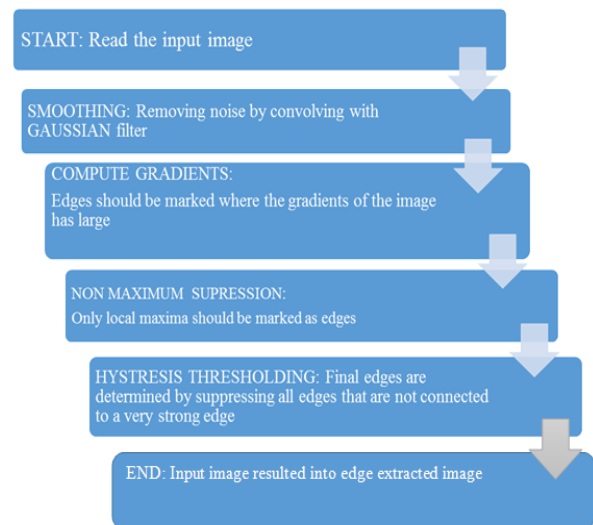 START: Read the input image
SMOOTHING: Removing noise by convolving with
GAUSSIAN filter
COMPUTE GRADIENTS:
Edges should be marked where the gradients of the image
has large
NON MAXIMUM SUPRESSION:
Only local maxima should be marked as edges
HYSTRESIS THRESHOLDING: Final edges are
determined by suppressing all edges that are not connected
to a very strong edge
END: Input image resulted into edge extracted image